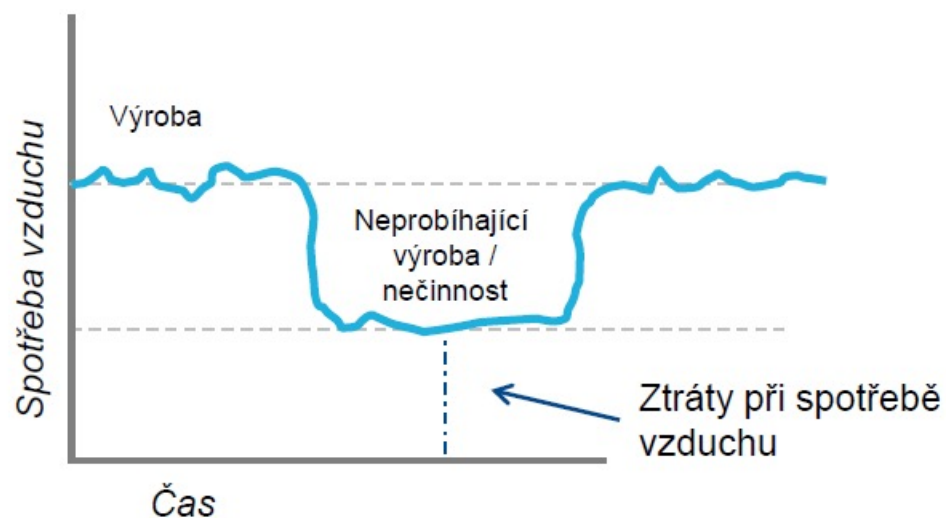 Výroba
Spotřeba vzduchu
Neprobíhající
výroba /
nečinnost
Ztráty při spotřebě
vzduchu
Čas